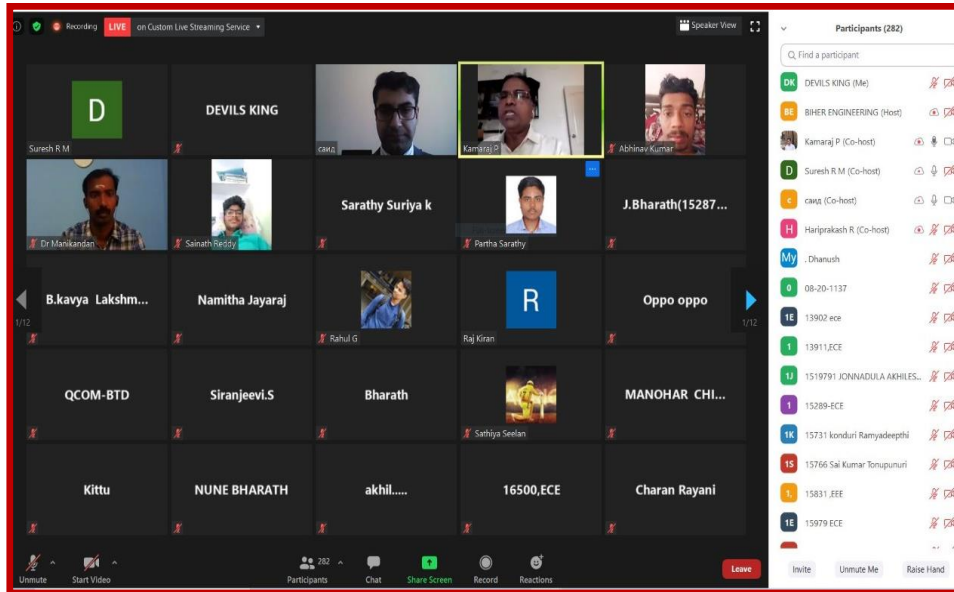 Recording LIVE on Custom Live Streaming Service
Speaker View
D
Suresh R M
DEVILS KING
саид
Kamaraj P
Abhinav Kumar
Dr Manikandan
Sainath Reddy
Sarathy Suriya k
Partha Sarathy
J.Bharath(15287...
B.kavya Lakshm...
Namitha Jayaraj
Rahul G
R
Raj Kiran
Oppo oppo
1/12
1/12
QCOM-BTD
Siranjeevi.S
Bharath
Sathiya Seelan
MANOHAR CHI...
Kittu
NUNE BHARATH
akhil.....
16500,ECE
Charan Rayani
Unmute
Start Video
282
Participants
Chat
Share Screen
Record
Reactions
Leave
Participants (282)
Find a participant
DK DEVILS KING (Me)
BE BIHER ENGINEERING (Host)
Kamaraj P (Co-host)
D Suresh R M (Co-host)
с саид (Co-host)
H Hariprakash R (Co-host)
My . Dhanush
0 08-20-1137
1E 13902 ece
1 13911,ECE
1J 1519791 JONNADULA AKHILES...
1 15289-ECE
1K 15731 konduri Ramyadeepthi
1S 15766 Sai Kumar Tonupunuri
1, 15831 ,EEE
1E 15979 ECE
Invite
Unmute Me
Raise Hand